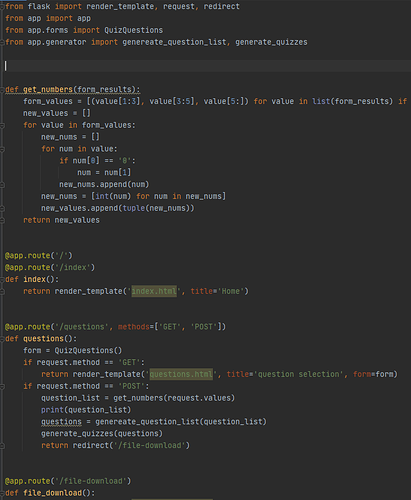 from flask import render_template, request, redirect
from app import app
from app.forms import QuizQuestions
from app.generator import genereate_question_list, generate_quizzes
def get_numbers(form_results):
    form_values = [(value[1:3], value[3:5], value[5:]) for value in list(form_results) if
    new_values = []
    for value in form_values:
        new_nums = []
        for num in value:
            if num[0] == '0':
                num = num[1]
            new_nums.append(num)
        new_nums = [int(num) for num in new_nums]
        new_values.append(tuple(new_nums))
    return new_values
@app.route('/')
@app.route('/index')
def index():
    return render_template('index.html', title='Home')
@app.route('/questions', methods=['GET', 'POST'])
def questions():
    form = QuizQuestions()
    if request.method == 'GET':
        return render_template('questions.html', title='question selection', form=form)
    if request.method == 'POST':
        question_list = get_numbers(request.values)
        print(question_list)
        questions = genereate_question_list(question_list)
        generate_quizzes(questions)
        return redirect('/file-download')
@app.route('/file-download')
def file_download():